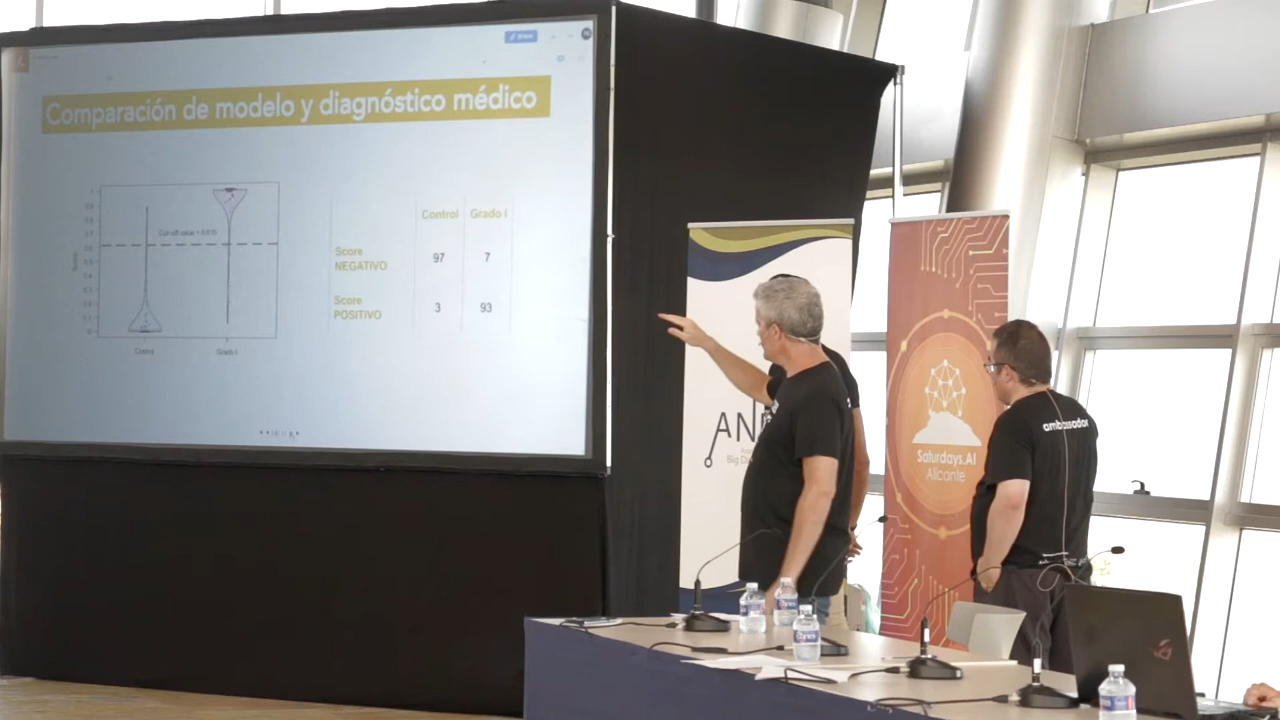 Comparación de modelo y diagnóstico médico
Control Grado I
Score
NEGATIVO
97 7
Score
POSITIVO
3 93
Control Grado I
Saturdays.AI
Alicante
ambassador